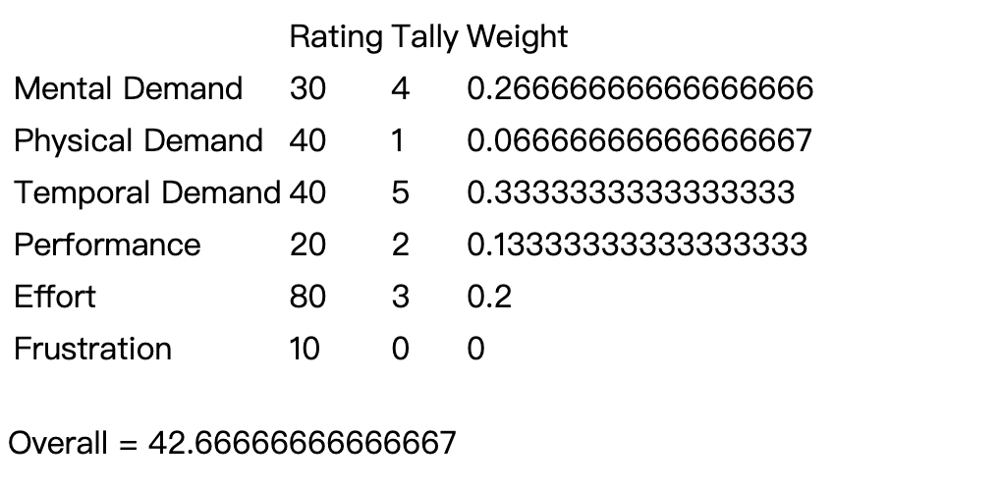 Rating Tally Weight
Mental Demand 30 4 0.26666666666666666
Physical Demand 40 1 0.06666666666666667
Temporal Demand 40 5 0.3333333333333333
Performance 20 2 0.13333333333333333
Effort 80 3 0.2
Frustration 10 0 0
Overall = 42.66666666666667